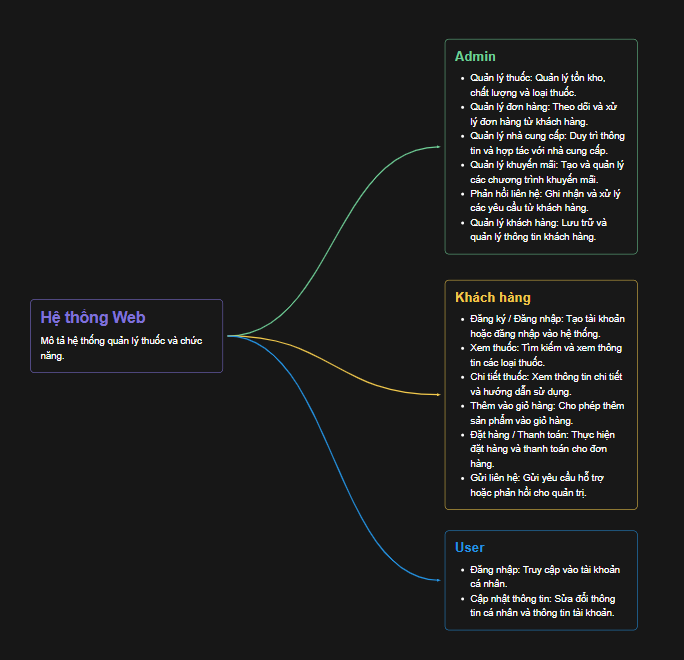 Hệ thống Web
Mô tả hệ thống quản lý thuốc và chức
năng.
Admin
Quản lý thuốc: Quản lý tồn kho,
chất lượng và loại thuốc.
Quản lý đơn hàng: Theo dõi và xử
lý đơn hàng từ khách hàng.
Quản lý nhà cung cấp: Duy trì thông
tin và hợp tác với nhà cung cấp.
Quản lý khuyến mãi: Tạo và quản lý
các chương trình khuyến mãi.
Phản hồi liên hệ: Ghi nhận và xử lý
các yêu cầu từ khách hàng.
Quản lý khách hàng: Lưu trữ và
quản lý thông tin khách hàng.
Khách hàng
Đăng ký / Đăng nhập: Tạo tài khoản
hoặc đăng nhập vào hệ thống.
Xem thuốc: Tìm kiếm và xem thông
tin các loại thuốc.
Chi tiết thuốc: Xem thông tin chi tiết
và hướng dẫn sử dụng.
Thêm vào giỏ hàng: Cho phép thêm
sản phẩm vào giỏ hàng.
Đặt hàng / Thanh toán: Thực hiện
đặt hàng và thanh toán cho đơn
hàng.
Gửi liên hệ: Gửi yêu cầu hỗ trợ
hoặc phản hồi cho quản trị.
User
Đăng nhập: Truy cập vào tài khoản
cá nhân.
Cập nhật thông tin: Sửa đổi thông
tin cá nhân và thông tin tài khoản.